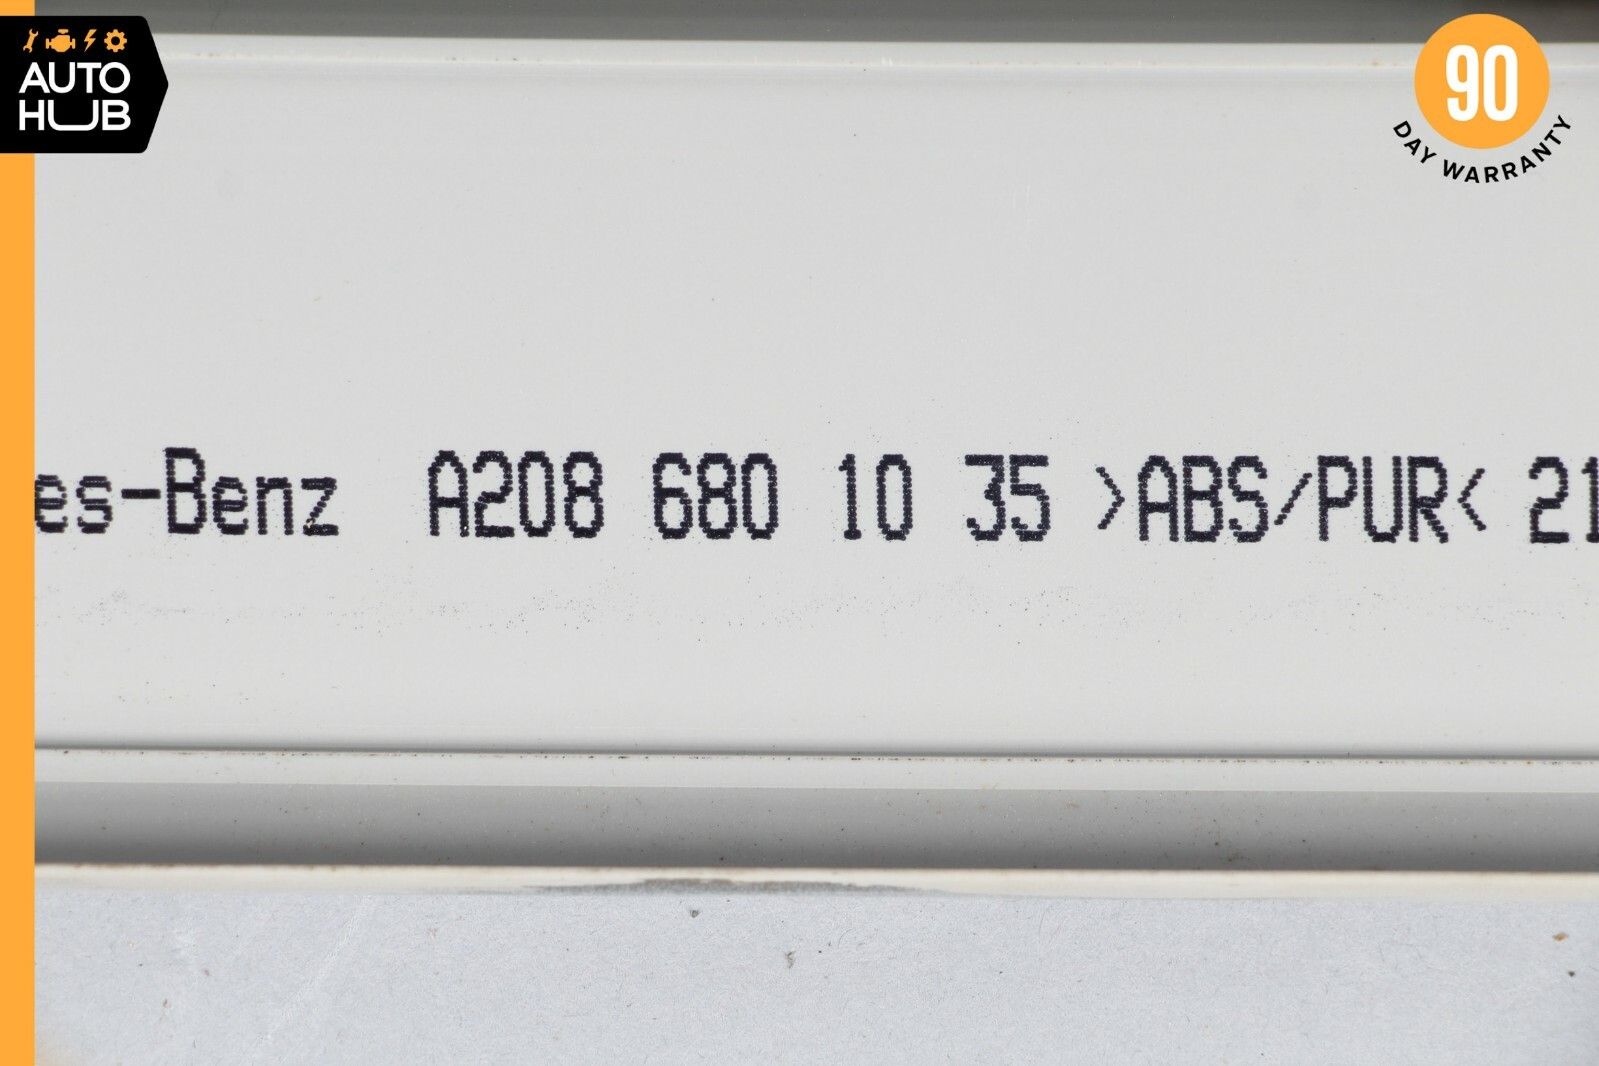 AUTO
HUB
90
DAY WARRANTY
es-Benz A208 680 10 35 >ABS/PUR< 21